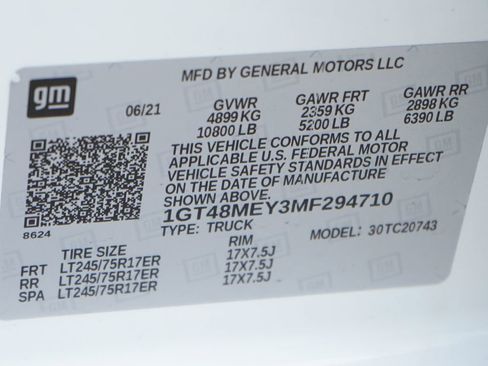 MFD BY GENERAL MOTORS LLC
gm
06/21
GVWR GAWR FRT GAWR RR
4899 KG 2359 KG 2898 KG
10800 LB 5200 LB 6390 LB
THIS VEHICLE CONFORMS TO ALL
APPLICABLE U.S. FEDERAL MOTOR
VEHICLE SAFETY STANDARDS IN EFFECT
ON THE DATE OF MANUFACTURE
SHOWN ABOVE.
1GT48MEY3MF294710
8624
TYPE: TRUCK MODEL: 30TC20743
TIRE SIZE RIM
FRT LT245/75R17ER 17X7.5J
RR LT245/75R17ER 17X7.5J
SPA LT245/75R17ER 17X7.5J